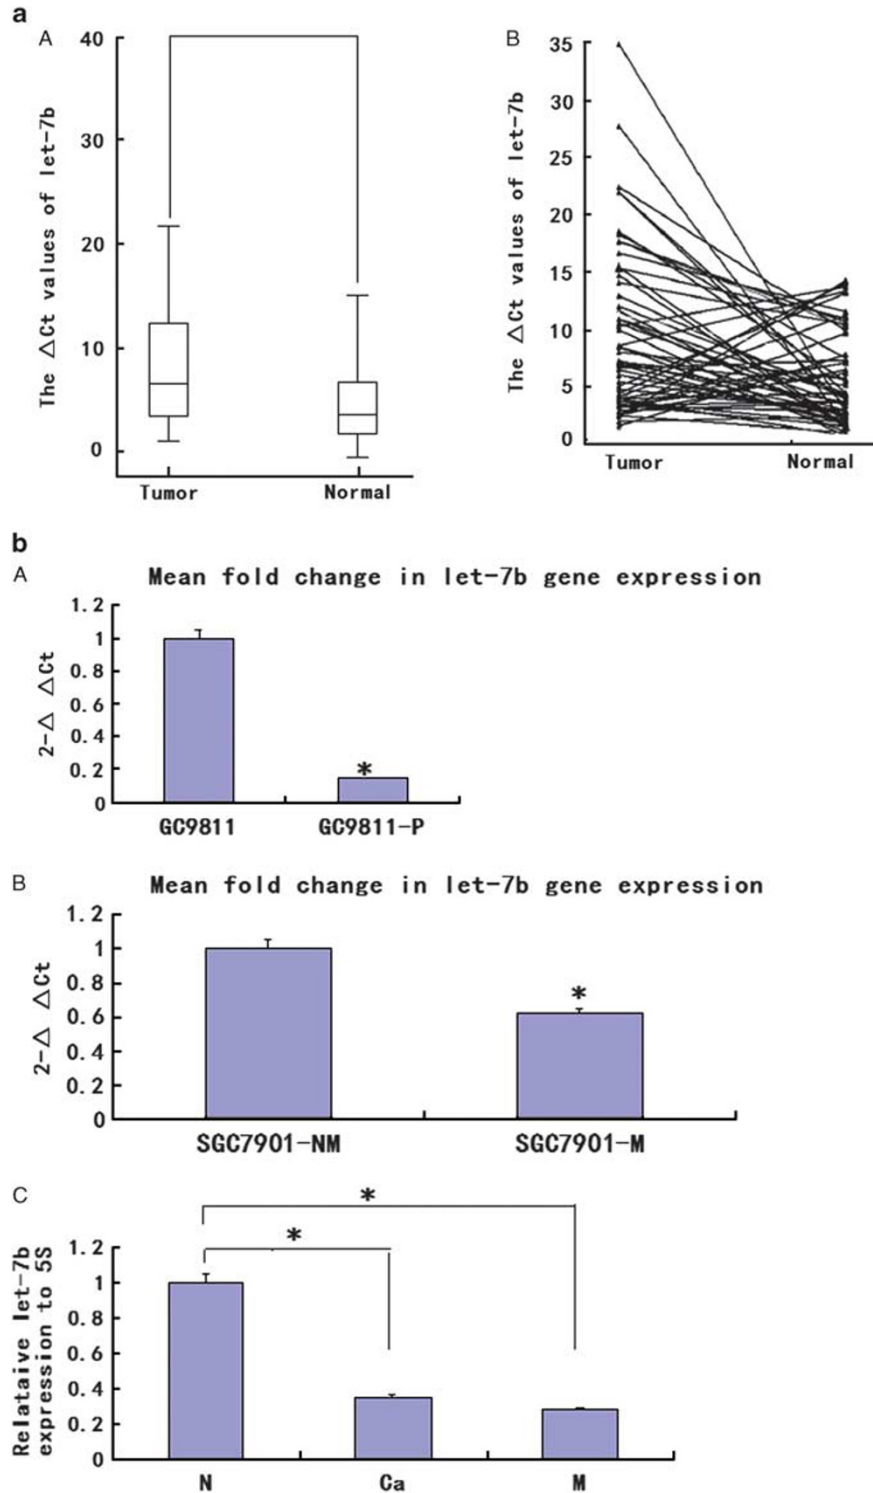 a
A
The △Ct values of let-7b
40
30
20
10
0
Tumor Normal
B
The △Ct values of let-7b
35
30
25
20
15
10
5
0
Tumor Normal
b
A
Mean fold change in let-7b gene expression
2-△ △Ct
1.2
1
0.8
0.6
0.4
0.2
0
*
GC9811 GC9811-P
B
Mean fold change in let-7b gene expression
2-△ △Ct
1.2
1
0.8
0.6
0.4
0.2
0
*
SGC7901-NM SGC7901-M
C
Relataive let-7b
expression to 5S
1.2
1
0.8
0.6
0.4
0.2
0
*
*
N Ca M